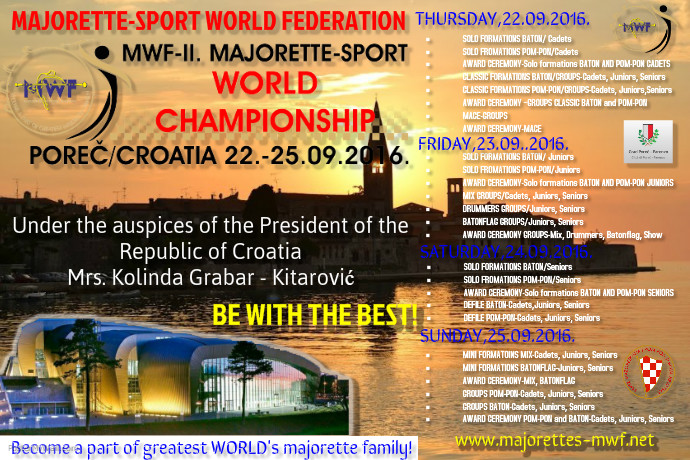 MAJORETTE-SPORT WORLD FEDERATION
MWF-II. MAJORETTE-SPORT
WORLD
CHAMPIONSHIP
POREČ/CROATIA 22.-25.09.2016.
MWF
Under the auspices of the President of the
Republic of Croatia
Mrs. Kolinda Grabar - Kitarović
BE WITH THE BEST!
Become a part of greatest WORLD's majorette family!
THURSDAY,22.09.2016.
MWF
SOLO FORMATIONS BATON/ Cadets
SOLO FROMATIONS POM-PON/Cadets
AWARD CEREMONY-Solo formations BATON AND POM-PON CADETS
CLASSIC FORMATIONS BATON/GROUPS-Cadets, Juniors, Seniors
CLASSIC FORMATIONS POM-PON/GROUPS-Cadets, Juniors,Seniors
AWARD CEREMONY -GROUPS CLASSIC BATON and POM-PON
MACE-GROUPS
AWARD CEREMONY-MACE
FRIDAY,23.09..2016.
SOLO FORMATIONS BATON/ Juniors
SOLO FROMATIONS POM-PON/Juniors
AWARD CEREMONY-Solo formations BATON AND POM-PON JUNIORS
MIX GROUPS/Cadets, Juniors, Seniors
DRUMMERS GROUPS/Juniors, Seniors
BATONFLAG GROUPS/Juniors, Seniors
AWARD CEREMONY GROUPS-Mix, Drummers, Batonflag, Show
SATURDAY,24.09.2016.
SOLO FORMATIONS BATON/Seniors
SOLO FROMATIONS POM-PON/Seniors
AWARD CEREMONY-Solo formations BATON AND POM-PON SENIORS
DEFILE BATON-Cadets,Juniors, Seniors
DEFILE POM-PON-Cadets, Juniors, Seniors
SUNDAY,25.09.2016.
MINI FORMATOINS MIX-Cadets, Juniors, Seniors
MINI FORMATIONS BATONFLAG-Juniors, Seniors
AWARD CEREMONY-MIX, BATONFLAG
GROUPS POM-PON-Cadets, Juniors, Seniors
GROUPS BATON-Cadets, Juniors, Seniors
AWARD CEREMONY POM-PON and BATON-Cadets, Juniors, Seniors
www.majorettes-mwf.net